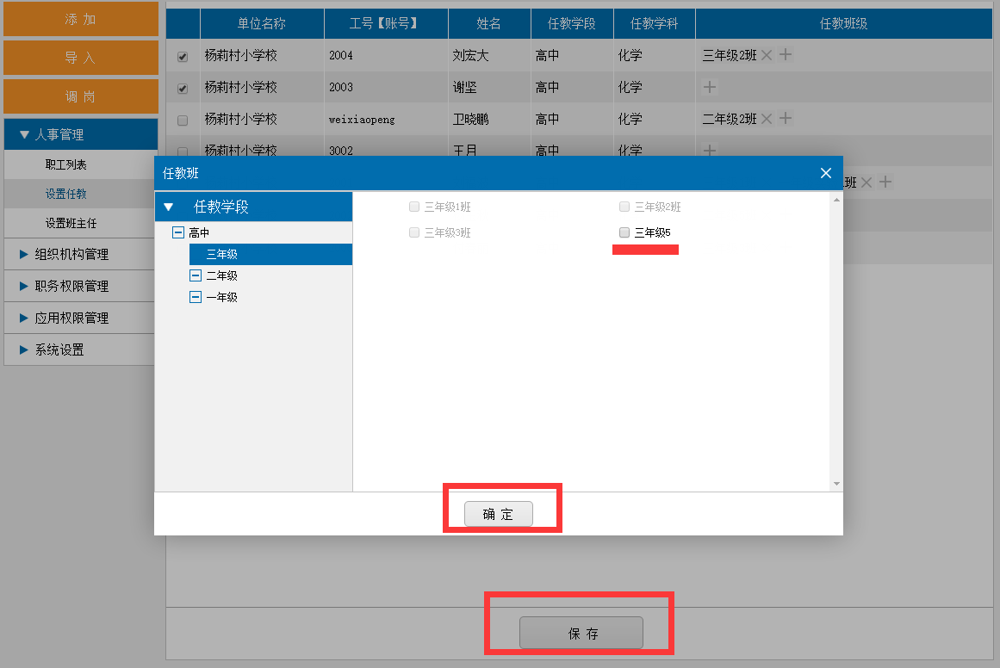 添 加
导 入
调 岗
人事管理
职工列表
设置任教
设置班主任
组织机构管理
职务权限管理
应用权限管理
系统设置
单位名称 工号【账号】 姓名 任教学段 任教学科 任教班级
杨莉村小学校 2004 刘宏大 高中 化学 三年级2班
杨莉村小学校 2003 谢坚 高中 化学
杨莉村小学校 weixiaopeng 卫晓鹏 高中 化学 二年级2班
杨莉村小学校 3002 王月 高中 化学
班
任教班
任教学段
高中
三年级
二年级
一年级
三年级1班 三年级2班
三年级3班 三年级5
确 定
保 存